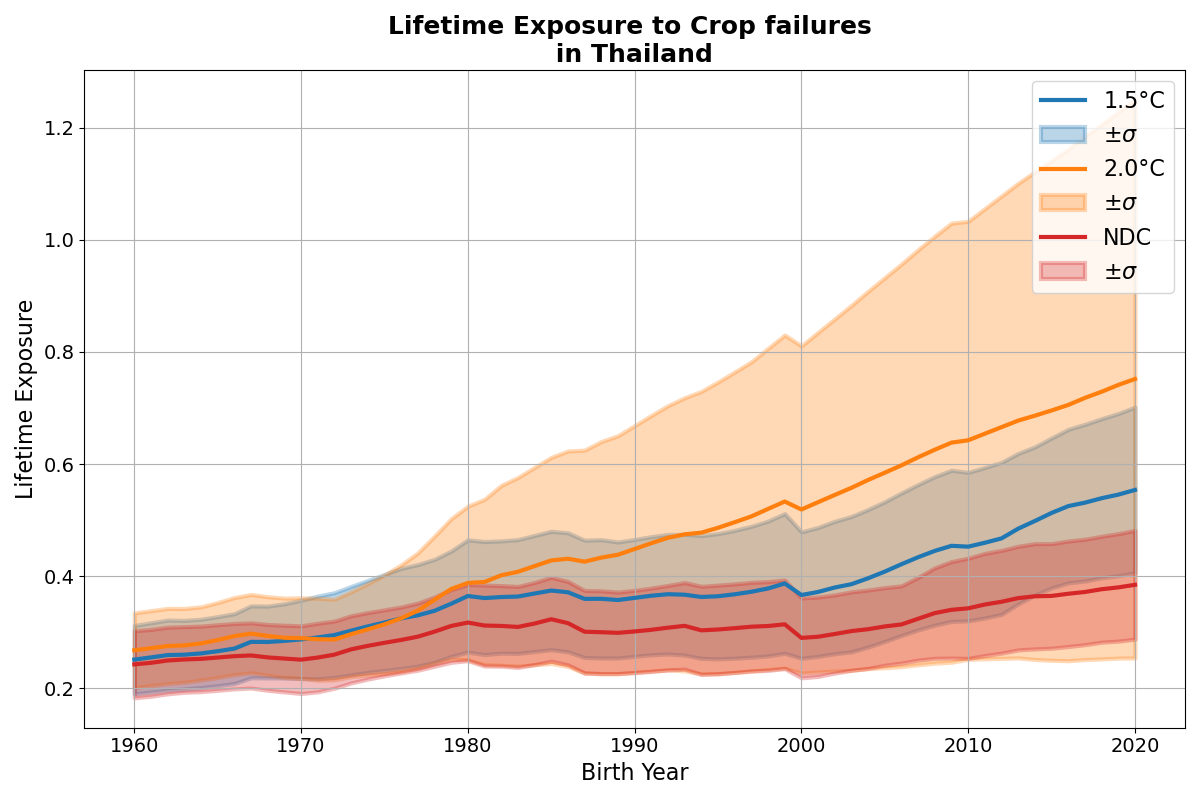 Lifetime Exposure to Crop failures
in Thailand
Lifetime Exposure
1.2
1.0
0.8
0.6
0.4
0.2
1960
1970
1980
1990
2000
2010
2020
Birth Year
1.5°C
±σ
2.0°C
±σ
NDC
±σ